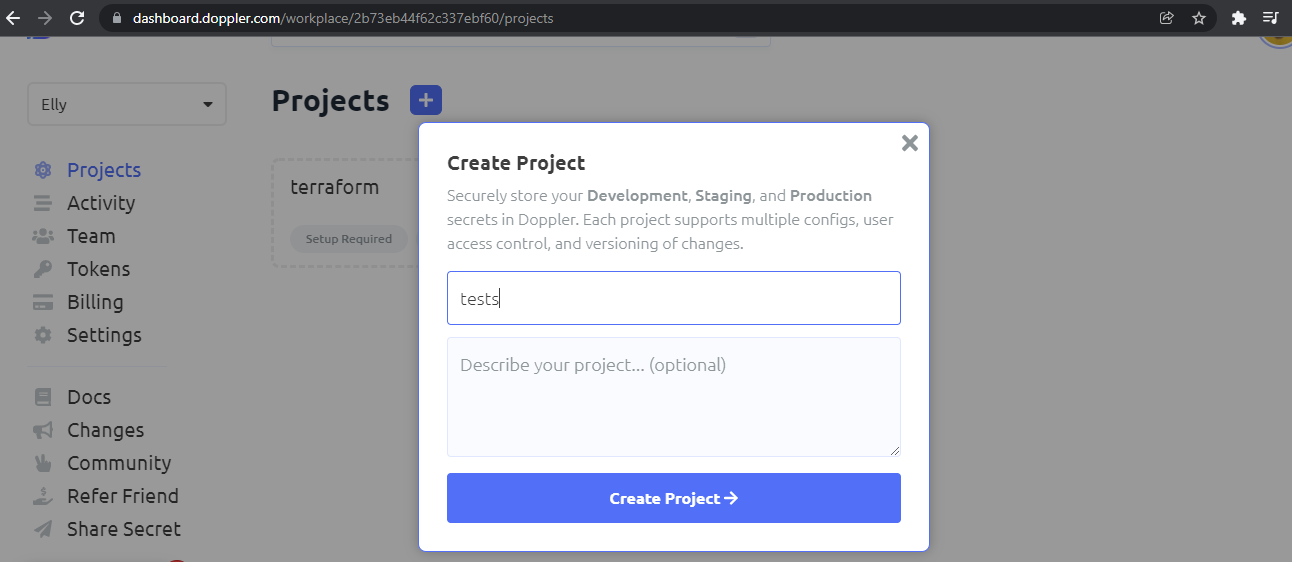 dashboard.doppler.com/workplace/2b73eb44f62c337ebf60/projects
Elly
Projects
Activity
Team
Tokens
Billing
Settings
Docs
Changes
Community
Refer Friend
Share Secret
Projects
terraform
Setup Required
Create Project
Securely store your Development, Staging, and Production
secrets in Doppler. Each project supports multiple configs, user
access control, and versioning of changes.
tests
Describe your project... (optional)
Create Project